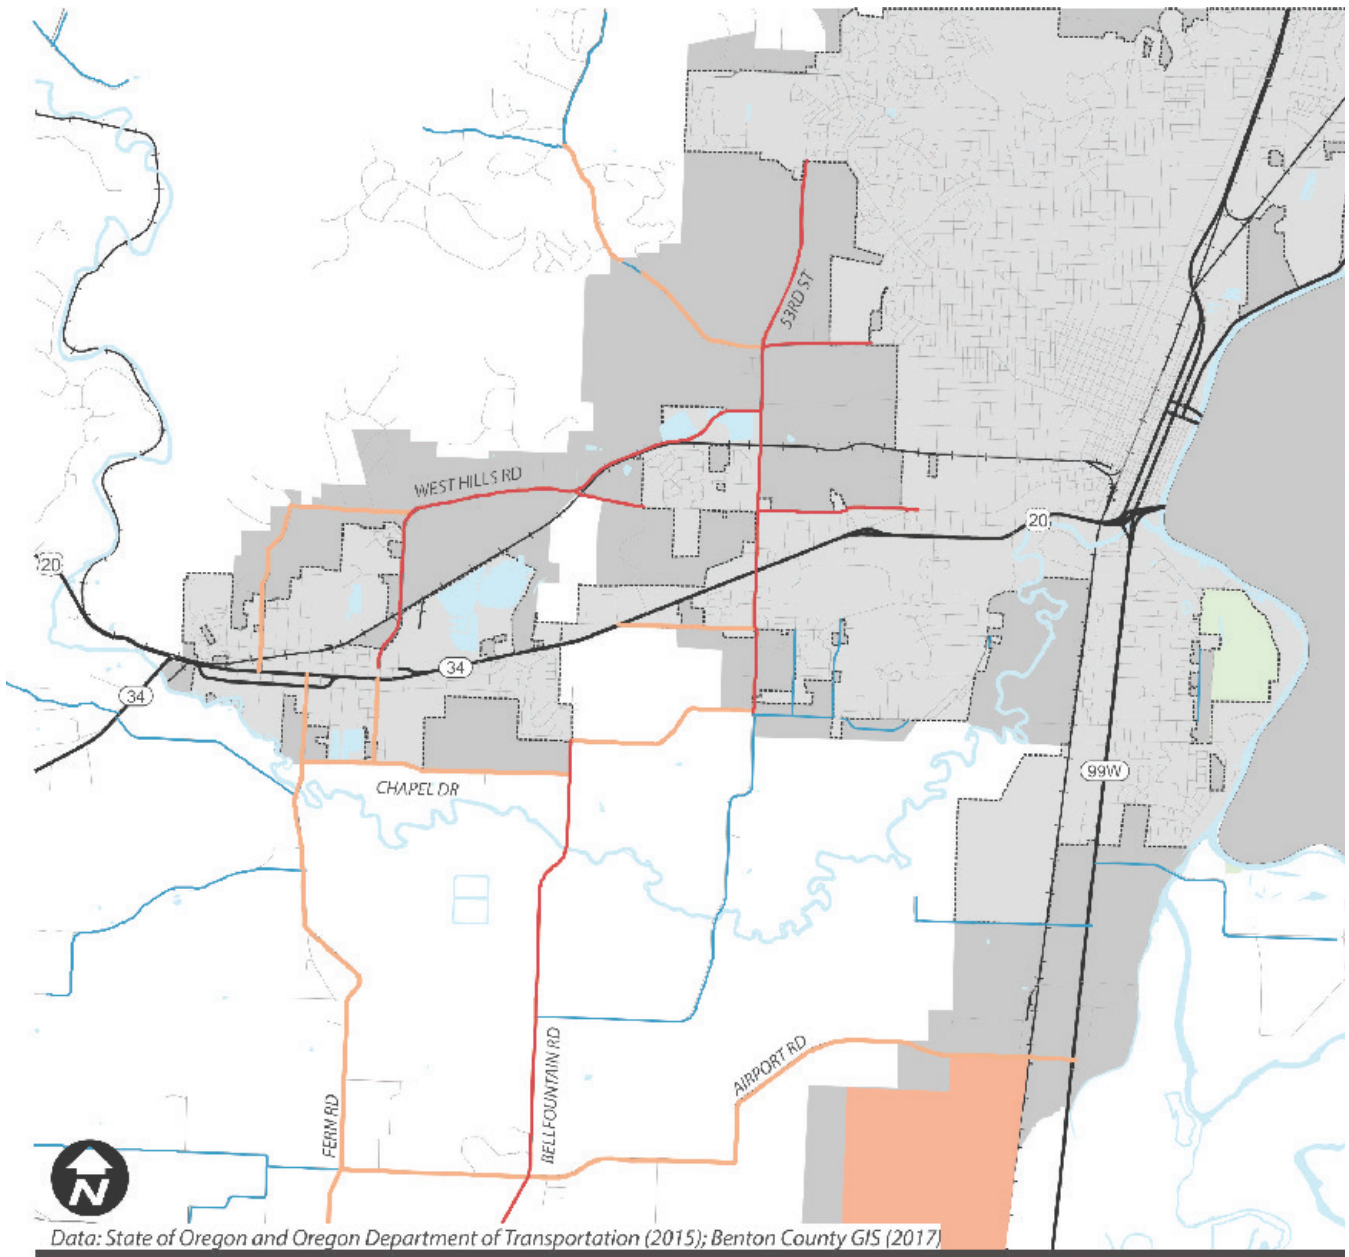 53RD ST
WEST HILLS RD
20
20
34
34
99W
CHAPEL DR
AIRPORT RD
BELLFOUNTAIN RD
FERN RD
N
Data: State of Oregon and Oregon Department of Transportation (2015); Benton County GIS (2017)